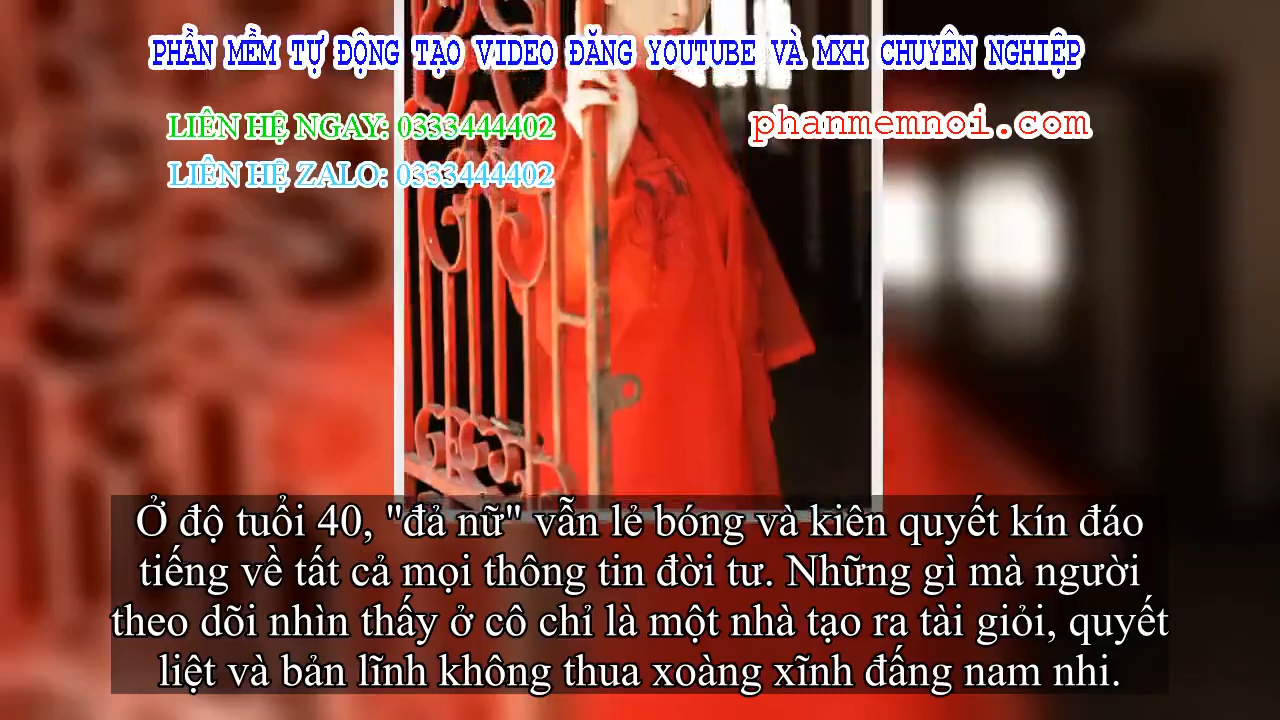 PHẦN MỀM TỰ ĐỘNG TẠO VIDEO ĐĂNG YOUTUBE VÀ MXH CHUYÊN NGHIỆP
LIÊN HỆ NGAY: 0333444402
phanmemnoi.com
LIÊN HỆ ZALO: 0333444402
Ở độ tuổi 40, "đả nữ" vẫn lẻ bóng và kiên quyết kín đáo
tiếng về tất cả mọi thông tin đời tư. Những gì mà người
theo dõi nhìn thấy ở cô chỉ là một nhà tạo ra tài giỏi, quyết
liệt và bản lĩnh không thua xoàng xĩnh đấng nam nhi.